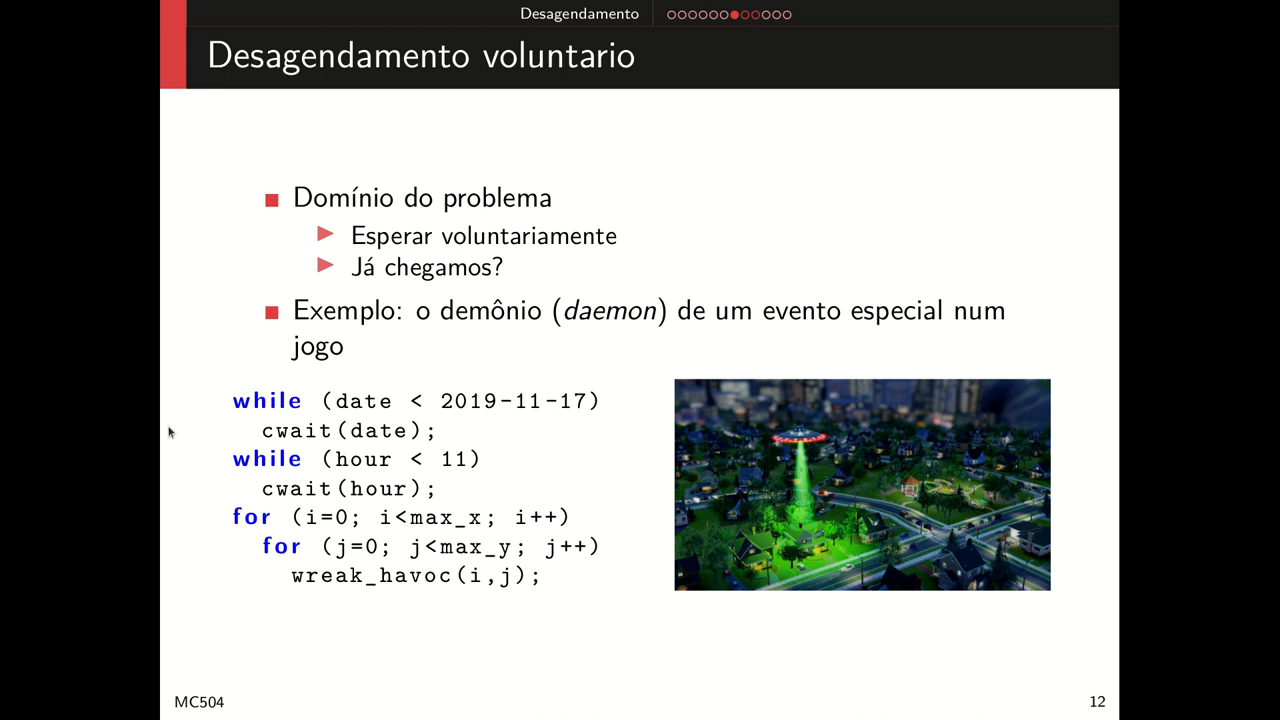 Desagendamento
Desagendamento voluntario
Domínio do problema
Esperar voluntariamente
Já chegamos?
Exemplo: o demônio (daemon) de um evento especial num
jogo
while (date < 2019-11-17)
cwait(date);
while (hour < 11)
cwait(hour);
for (i=0; i<max_x; i++)
for (j=0; j<max_y; j++)
wreak_havoc(i,j);
MC504
12